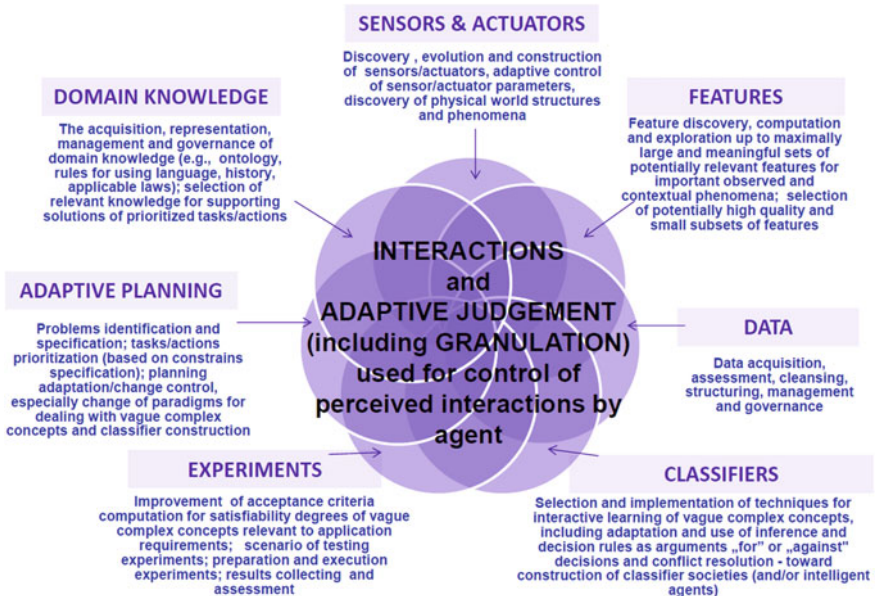 SENSORS & ACTUATORS
Discovery , evolution and construction
of sensors/actuators, adaptive control
of sensor/actuator parameters,
discovery of physical world structures
and phenomena
DOMAIN KNOWLEDGE
The acquisition, representation,
management and governance of
domain knowledge (e.g., ontology,
rules for using language, history,
applicable laws); selection of
relevant knowledge for supporting
solutions of prioritized tasks/actions
FEATURES
Feature discovery, computation
and exploration up to maximally
large and meaningful sets of
potentially relevant features for
important observed and
contextual phenomena; selection
of potentially high quality and
small subsets of features
INTERACTIONS
and
ADAPTIVE JUDGEMENT
(including GRANULATION)
used for control of
perceived interactions by
agent
ADAPTIVE PLANNING
Problems identification and
specification; tasks/actions
prioritization (based on constrains
specification); planning
adaptation/change control,
especially change of paradigms for
dealing with vague complex
concepts and classifier construction
DATA
Data acquisition,
assessment, cleansing,
structuring, management
and governance
EXPERIMENTS
Improvement of acceptance criteria
computation for satisfiability degrees of vague
complex concepts relevant to application
requirements; scenario of testing
experiments; preparation and execution
experiments; results collecting and
assessment
CLASSIFIERS
Selection and implementation of techniques for
interactive learning of vague complex concepts,
including adaptation and use of inference and
decision rules as arguments „for” or „against"
decisions and conflict resolution - toward
construction of classifier societies (and/or intelligent
agents)